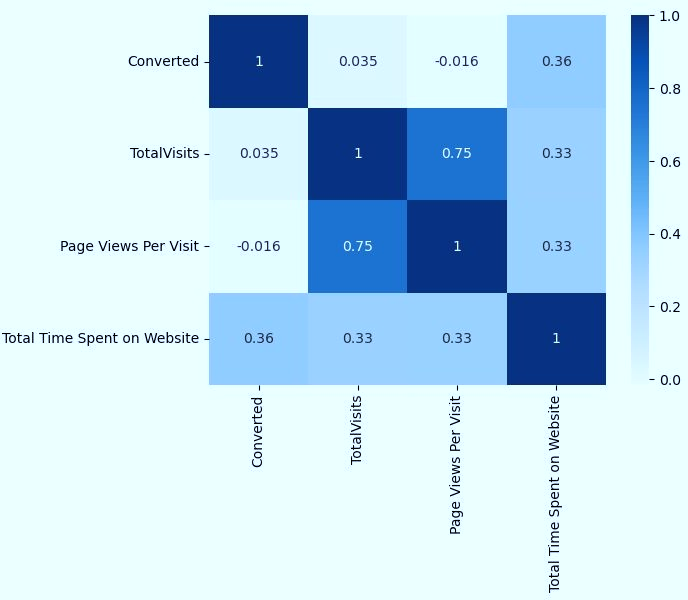 Converted 1 0.035 -0.016 0.36
TotalVisits 0.035 1 0.75 0.33
Page Views Per Visit -0.016 0.75 1 0.33
Total Time Spent on Website 0.36 0.33 0.33 1
Converted
TotalVisits
Page Views Per Visit
Total Time Spent on Website
1.0
0.8
0.6
0.4
0.2
0.0